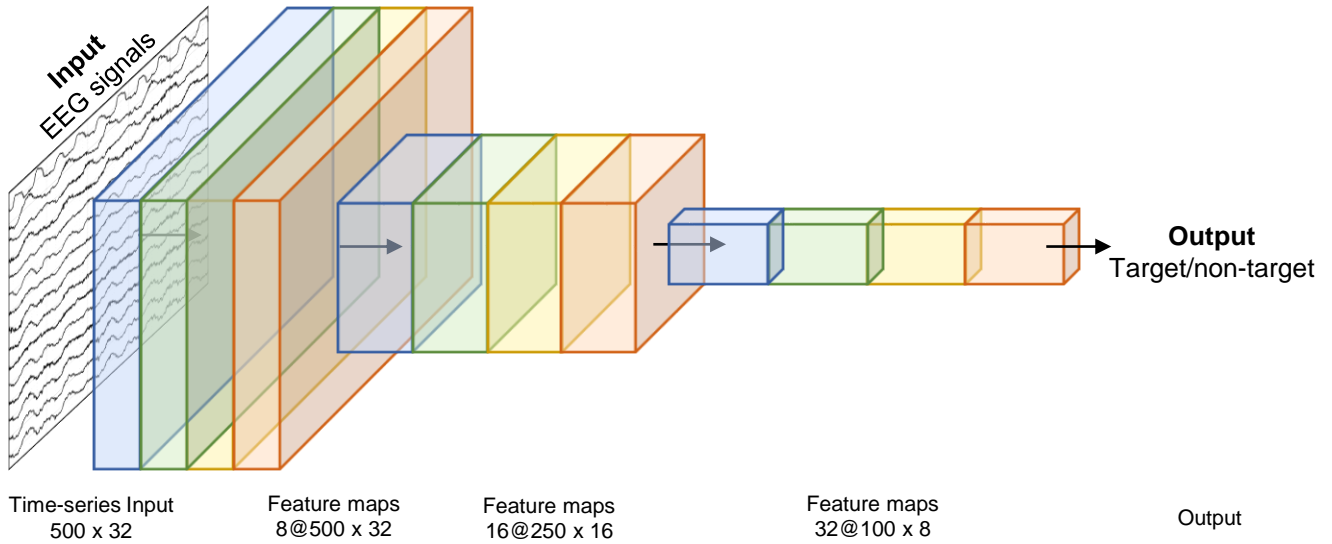 Input
EEG signals
Output
Target/non-target
Time-series Input
500 x 32
Feature maps
8@500 x 32
Feature maps
16@250 x 16
Feature maps
32@100 x 8
Output